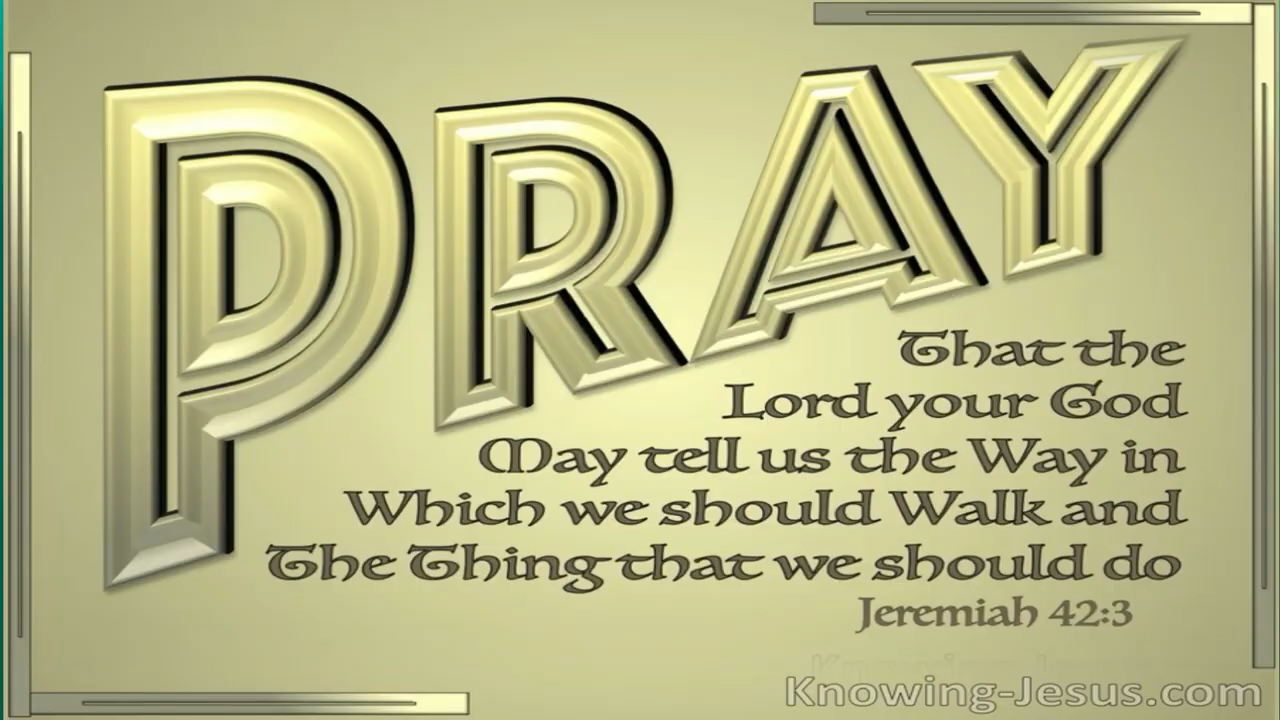 PRAY
That the
Lord your God
May tell us the Way in
Which we should Walk and
The Thing that we should do
Jeremiah 42:3
Knowing-Jesus.com